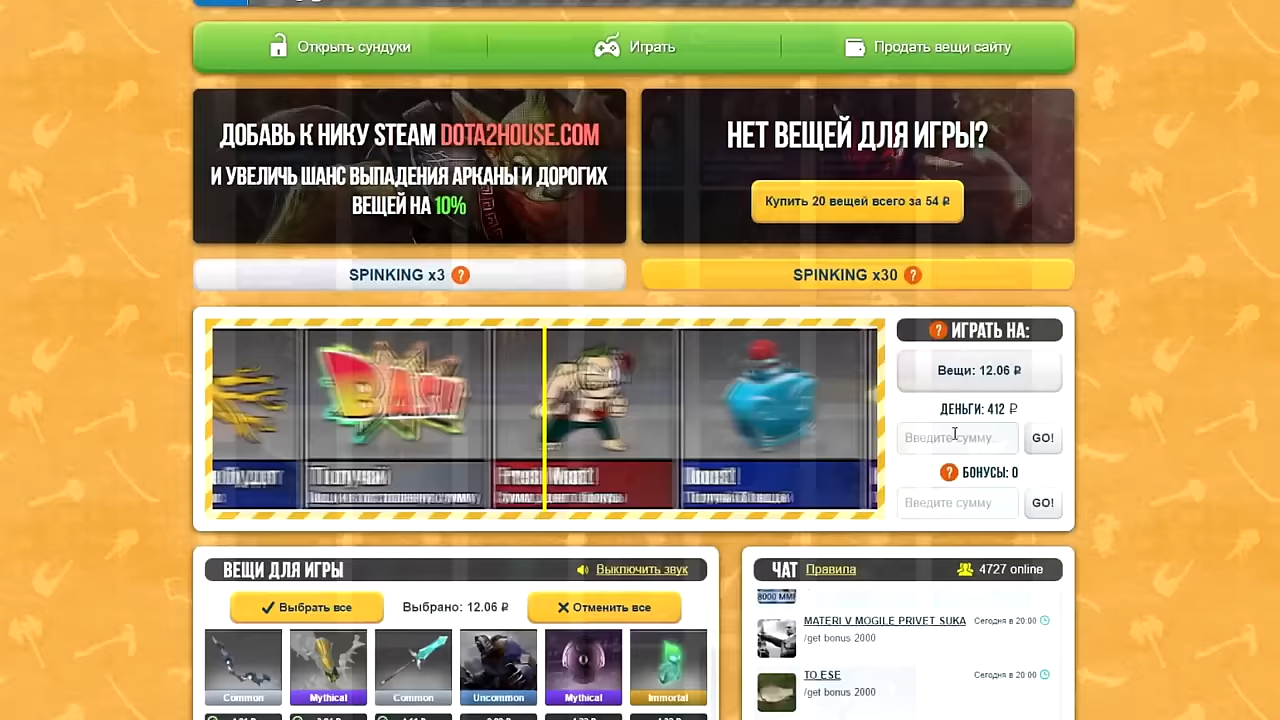 Открыть сундуки
Играть
Продать вещи сайту
ДОБАВЬ К НИКУ STEAM DOTA2HOUSE.COM
И УВЕЛИЧЬ ШАНС ВЫПАДЕНИЯ АРКАНЫ И ДОРОГИХ
ВЕЩЕЙ НА 10%
НЕТ ВЕЩЕЙ ДЛЯ ИГРЫ?
Купить 20 вещей всего за 54 ₽
SPINKING x3 ?
SPINKING x30 ?
BASH
? ИГРАТЬ НА:
Вещи: 12.06 ₽
ДЕНЬГИ: 412 ₽
Введите сумму
GO!
? БОНУСЫ: 0
Введите сумму
GO!
ВЕЩИ ДЛЯ ИГРЫ
Выключить звук
Выбрать все
Выбрано: 12.06 ₽
Отменить все
Common
Mythical
Common
Uncommon
Mythical
Immortal
ЧАТ
Правила
4727 online
8000 MMR
MATERI V MOGILE PRIVET SUKA
Сегодня в 20:00
/get bonus 2000
TO ESE
Сегодня в 20:00
/get bonus 2000